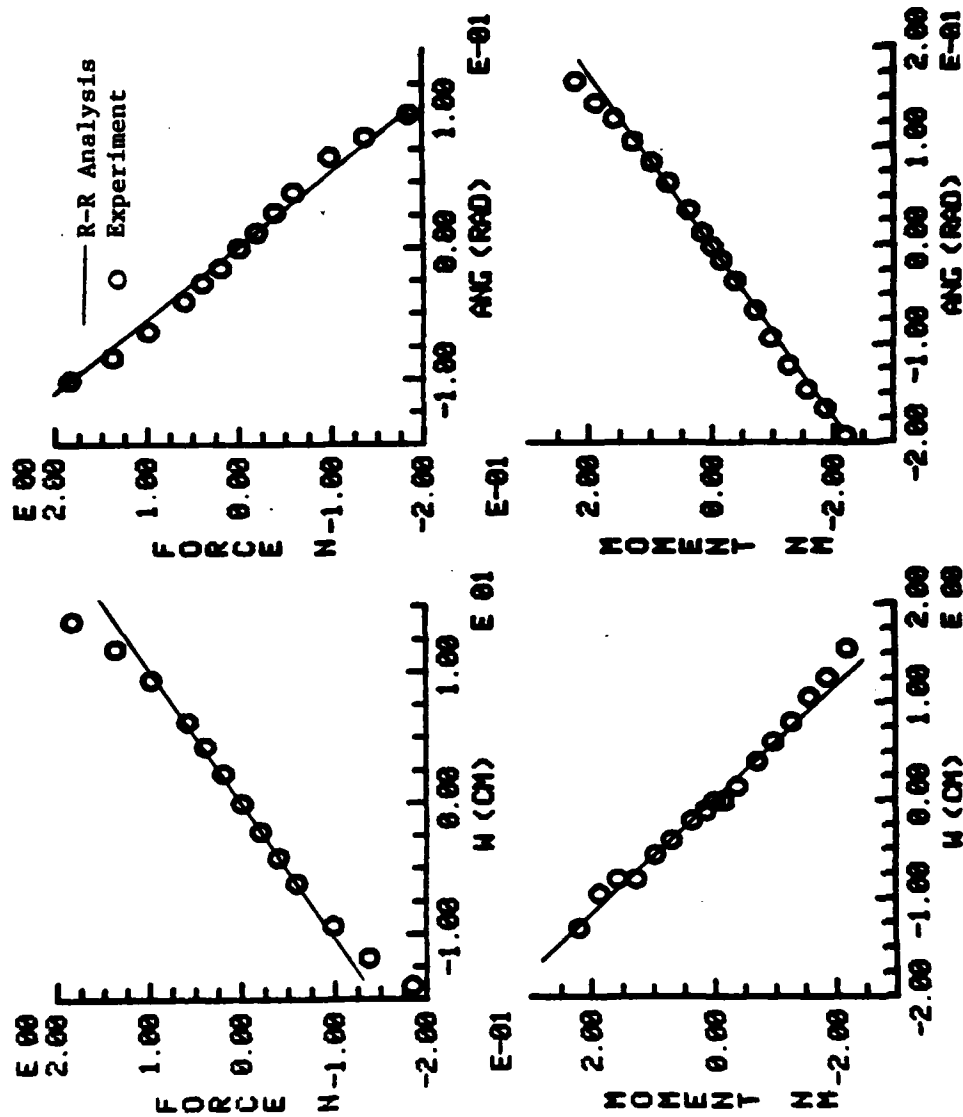 E 00
2.00
1.00
0.00
-1.00
-2.00
FORCE N
-1.00
0.00
1.00
E 01
W (CM)
E 00
2.00
1.00
0.00
-1.00
-2.00
FORCE N
R-R Analysis
Experiment
-1.00
0.00
1.00
E-01
ANG (RAD)
E-01
2.00
0.00
-2.00
MOMENT NM
-2.00
-1.00
0.00
1.00
2.00
W (CM)
E 00
E-01
2.00
0.00
-2.00
MOMENT NM
-2.00
-1.00
0.00
1.00
2.00
ANG (RAD)
E-01